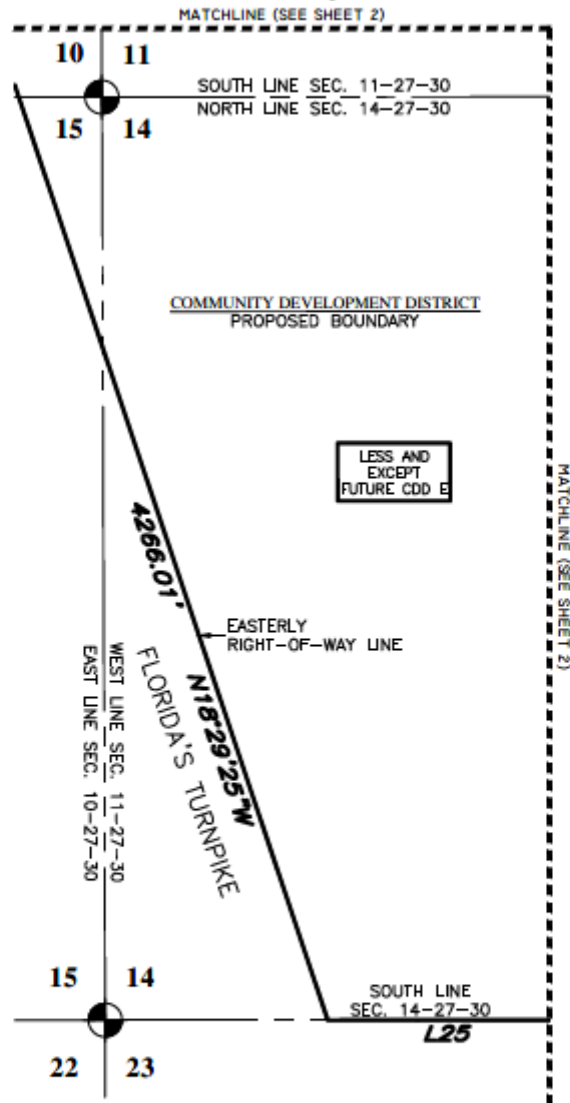 MATCHLINE (SEE SHEET 2)
10 11
SOUTH LINE SEC. 11-27-30
15 14
NORTH LINE SEC. 14-27-30
COMMUNITY DEVELOPMENT DISTRICT
PROPOSED BOUNDARY
LESS AND
EXCEPT
FUTURE CDD E
MATCHLINE (SEE SHEET 2)
4266.01'
EASTERLY
RIGHT-OF-WAY LINE
N18°29'25"W
FLORIDA'S TURNPIKE
WEST LINE SEC. 11-27-30
EAST LINE SEC. 10-27-30
15 14
SOUTH LINE
SEC. 14-27-30
L25
22 23